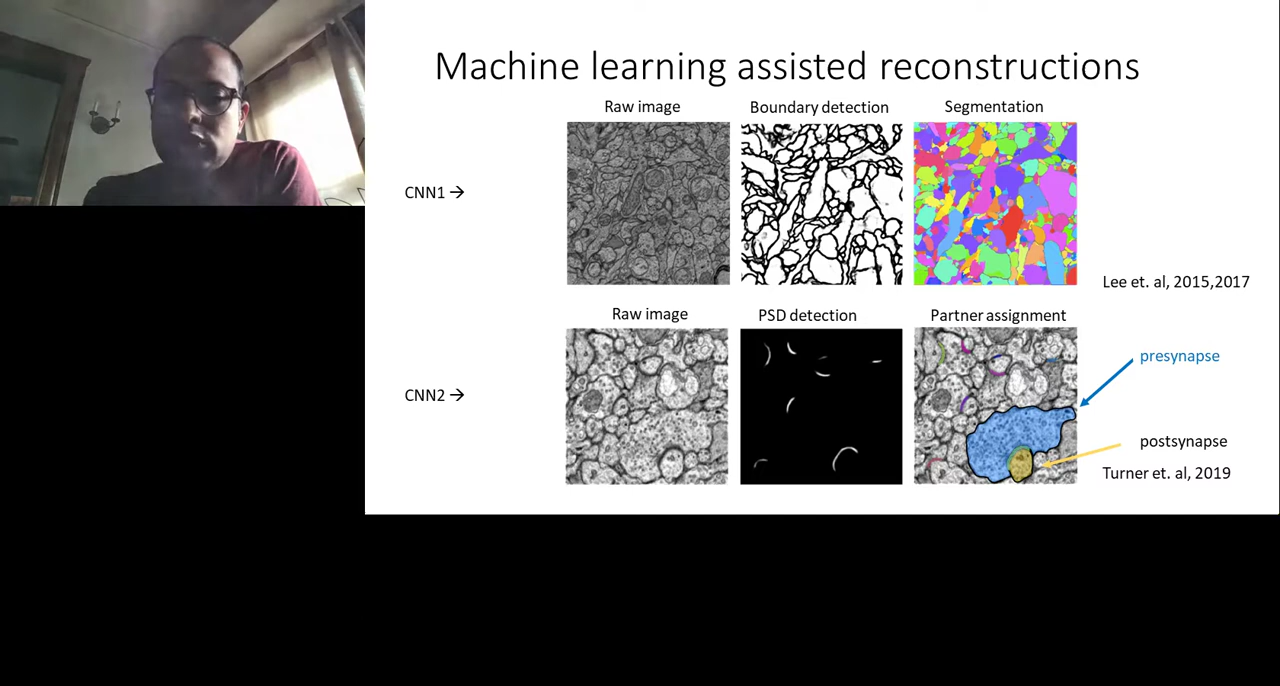 Machine learning assisted reconstructions
Raw image
Boundary detection
Segmentation
CNN1 →
Lee et. al, 2015,2017
Raw image
PSD detection
Partner assignment
presynapse
CNN2 →
postsynapse
Turner et. al, 2019